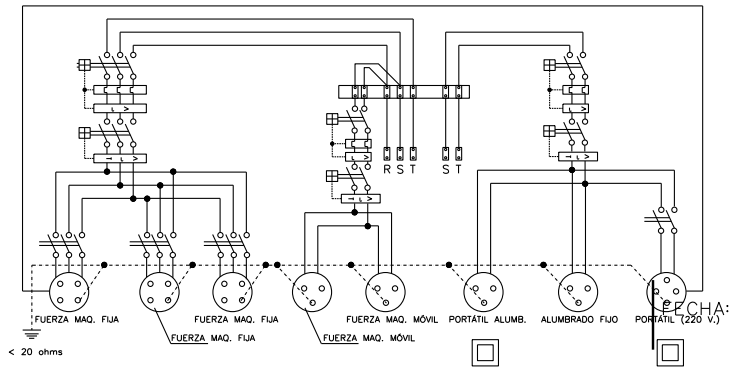 R S T S T
FUERZA MAQ. FIJA FUERZA MAQ. FIJA FUERZA MAQ. MÓVIL PORTÁTIL ALUMB. ALUMBRADO FIJO PORTÁTIL (220 V.)
FECHA:
FUERZA MAQ. FIJA FUERZA MAQ. MÓVIL
< 20 ohms